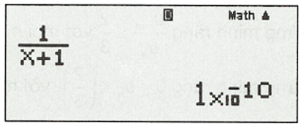 D Math ▲
1
X+1
1×10⁻¹⁰